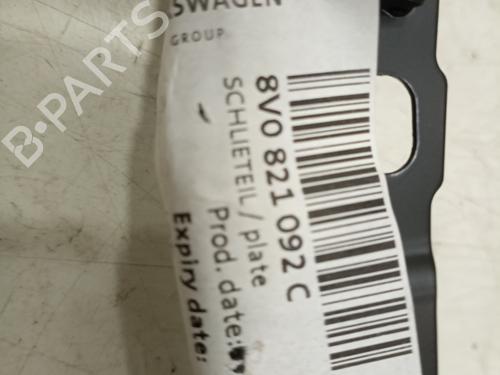 SWAGEN
GROUP
8V0 821 092 C
SCHLIETEIL / plate
Prod. date:
Expiry date:
B-PARTS